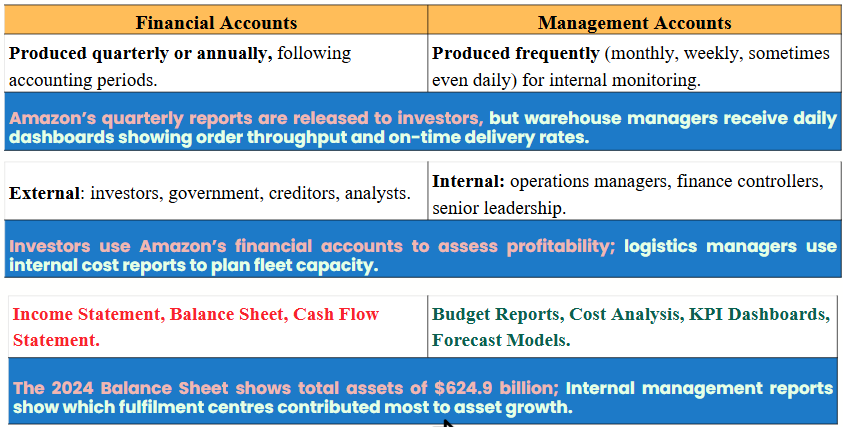 Financial Accounts
Management Accounts
Produced quarterly or annually, following
accounting periods.
Produced frequently (monthly, weekly, sometimes
even daily) for internal monitoring.
Amazon's quarterly reports are released to investors, but warehouse managers receive daily
dashboards showing order throughput and on-time delivery rates.
External: investors, government, creditors, analysts.
Internal: operations managers, finance controllers,
senior leadership.
Investors use Amazon's financial accounts to assess profitability; logistics managers use
internal cost reports to plan fleet capacity.
Income Statement, Balance Sheet, Cash Flow
Statement.
Budget Reports, Cost Analysis, KPI Dashboards,
Forecast Models.
The 2024 Balance Sheet shows total assets of $624.9 billion; Internal management reports
show which fulfilment centres contributed most to asset growth.